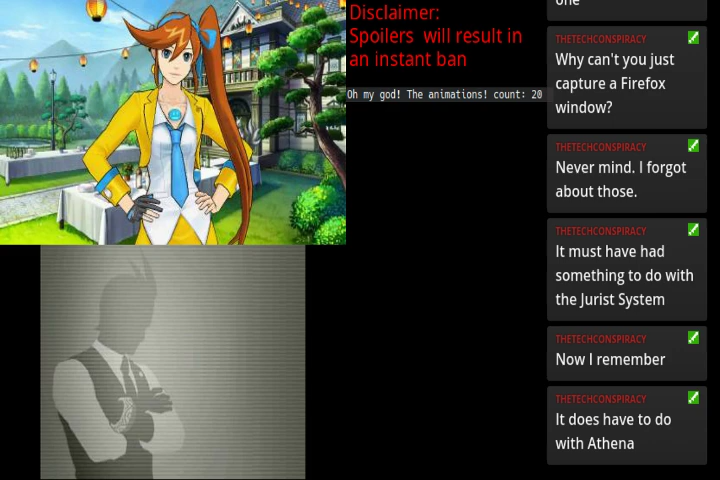 Disclaimer:
Spoilers will result in
an instant ban
Oh my god! The animations! count: 20
one
THETECHCONSPIRACY
Why can't you just
capture a Firefox
window?
THETECHCONSPIRACY
Never mind. I forgot
about those.
THETECHCONSPIRACY
It must have had
something to do with
the Jurist System
THETECHCONSPIRACY
Now I remember
THETECHCONSPIRACY
It does have to do
with Athena